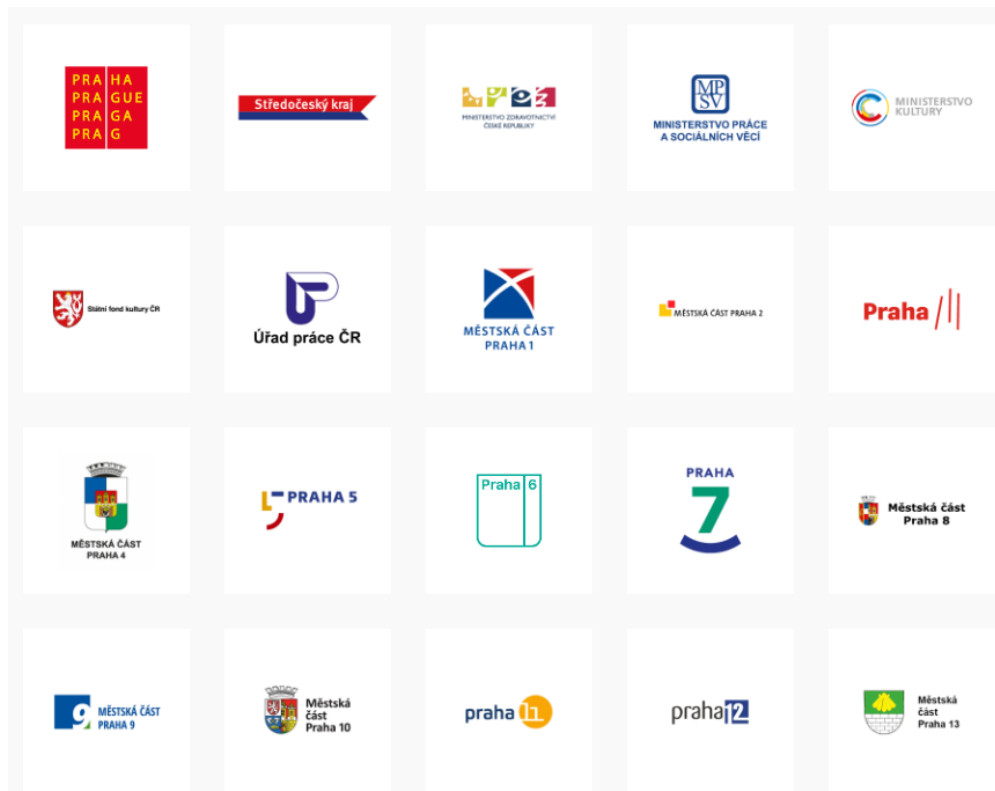 PRA HA
PRA GUE
PRA GA
PRA G
Středočeský kraj
MINISTERSTVO ZDRAVOTNICTVÍ
ČESKÉ REPUBLIKY
MP
SV
MINISTERSTVO PRÁCE
A SOCIÁLNÍCH VĚCÍ
MINISTERSTVO
KULTURY
Státní fond kultury ČR
ÚP
Úřad práce ČR
MĚSTSKÁ ČÁST
PRAHA 1
MĚSTSKÁ ČÁST PRAHA 2
Praha
MĚSTSKÁ ČÁST
PRAHA 4
PRAHA 5
Praha 6
PRAHA
7
Městská část
Praha 8
9
MĚSTSKÁ ČÁST
PRAHA 9
Městská
část
Praha 10
praha 11
praha 12
Městská
část
Praha 13